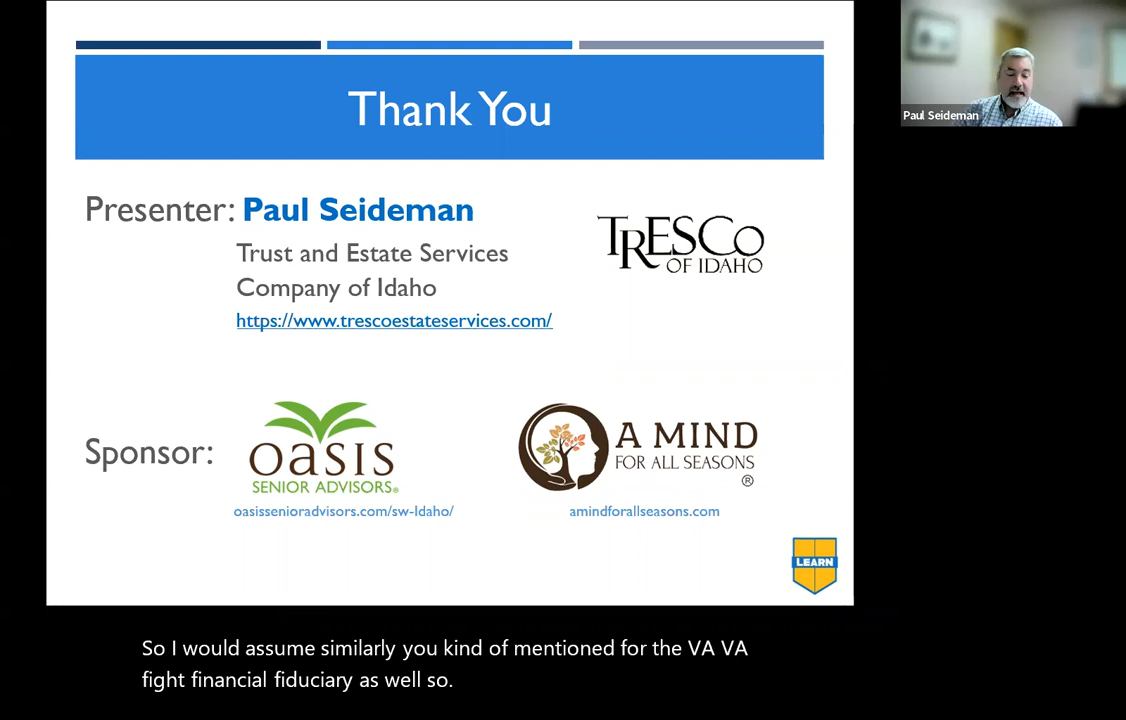 Thank You
Paul Seideman
Presenter: Paul Seideman
Trust and Estate Services
Company of Idaho
https://www.trescoestateservices.com/
TRESCO
OF IDAHO
Sponsor:
oasis
SENIOR ADVISORS®
oasissenioradvisors.com/sw-Idaho/
A MIND
FOR ALL SEASONS
®
amindforallseasons.com
LEARN
So I would assume similarly you kind of mentioned for the VA VA
fight financial fiduciary as well so.